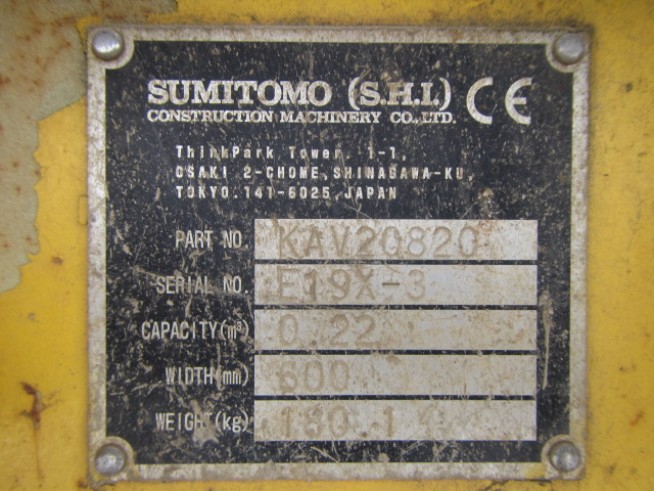 SUMITOMO (S.H.I.) CE
CONSTRUCTION MACHINERY CO., LTD.
ThinkPark Tower 1-1,
OSAKI 2-CHOME, SHINAGAWA-KU,
TOKYO.141-6025, JAPAN
PART NO. KAV20820
SERIAL NO.
CAPACITY(m³) 0.22
WIDTH(mm) 600
WEIGHT(kg)